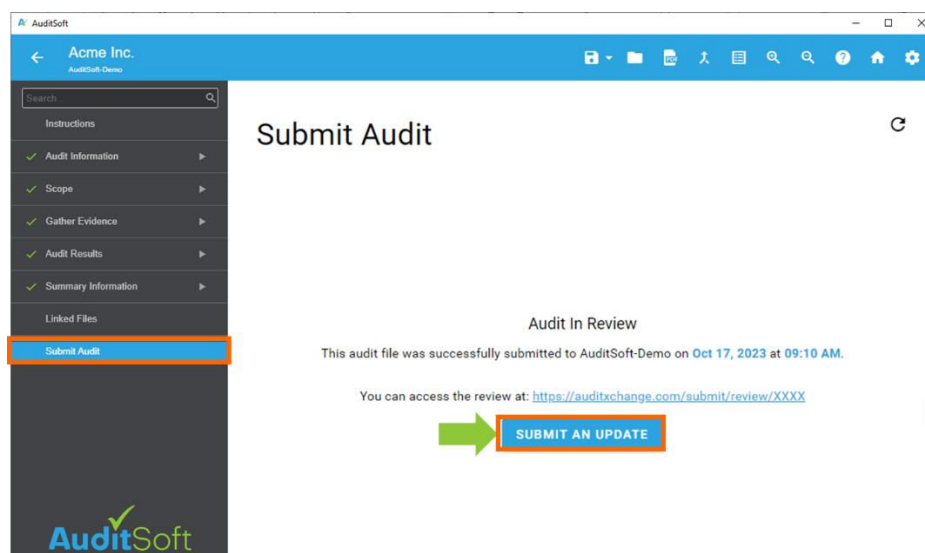 AuditSoft
Acme Inc.
AuditSoft-Demo
PDF
Search..
Instructions
Audit Information
Scope
Gather Evidence
Audit Results
Summary Information
Linked Files
Submit Audit
Submit Audit
Audit In Review
This audit file was successfully submitted to AuditSoft-Demo on Oct 17, 2023 at 09:10 AM.
You can access the review at: https://auditxchange.com/submit/review/XXXX
SUBMIT AN UPDATE
AuditSoft